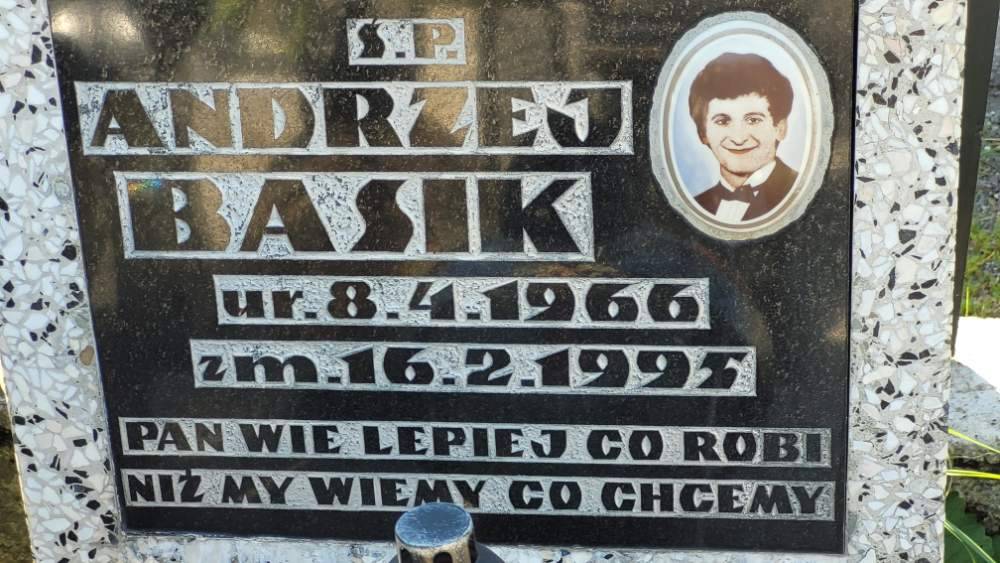 Ś.P.
ANDRZEJ
BASIK
ur. 8.4.1966
zm. 16.2.1997
PAN WIE LEPIEJ CO ROBI
NIŻ MY WIEMY CO CHCEMY